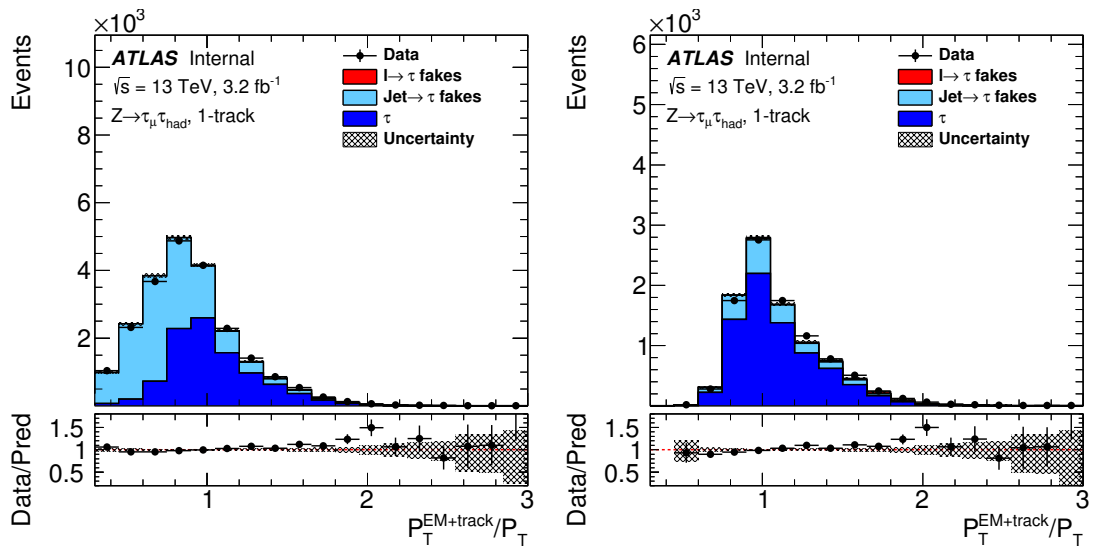 ×10³
Events
10
8
6
4
2
ATLAS Internal
√s = 13 TeV, 3.2 fb⁻¹
Z→τ_μτ_had, 1-track
Data
l→ τ fakes
Jet→ τ fakes
τ
Uncertainty
Data/Pred
1.5
1
0.5
1 2 3
P_T^EM+track/P_T
×10³
Events
6
5
4
3
2
1
0
ATLAS Internal
√s = 13 TeV, 3.2 fb⁻¹
Z→τ_μτ_had, 1-track
Data
l→ τ fakes
Jet→ τ fakes
τ
Uncertainty
Data/Pred
1.5
1
0.5
1 2 3
P_T^EM+track/P_T